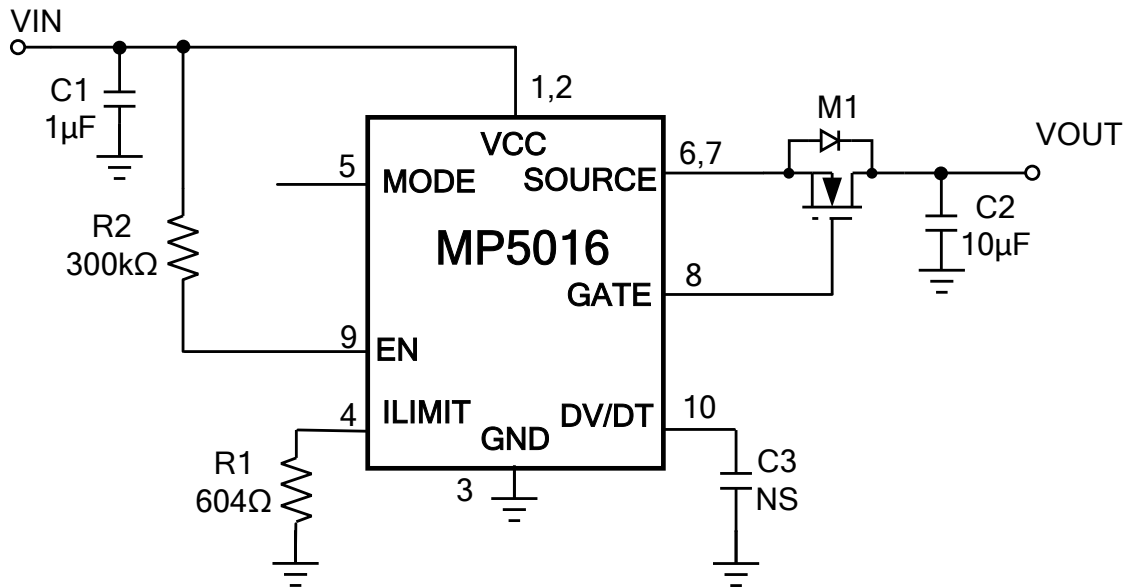 VIN
C1
1µF
1,2
VCC
M1
VOUT
5
MODE
SOURCE
6,7
R2
300kΩ
MP5016
C2
10µF
GATE
8
9
EN
4
ILIMIT
DV/DT
10
GND
R1
604Ω
3
C3
NS